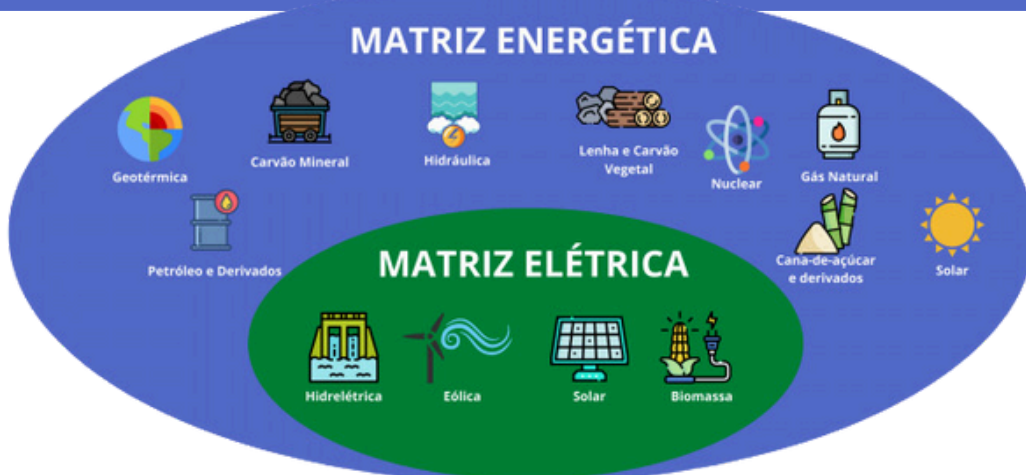 MATRIZ ENERGÉTICA
Geotérmica
Carvão Mineral
Hidráulica
Lenha e Carvão
Vegetal
Nuclear
Gás Natural
Petróleo e Derivados
Cana-de-açúcar
e derivados
Solar
MATRIZ ELÉTRICA
Hidrelétrica
Eólica
Solar
Biomassa